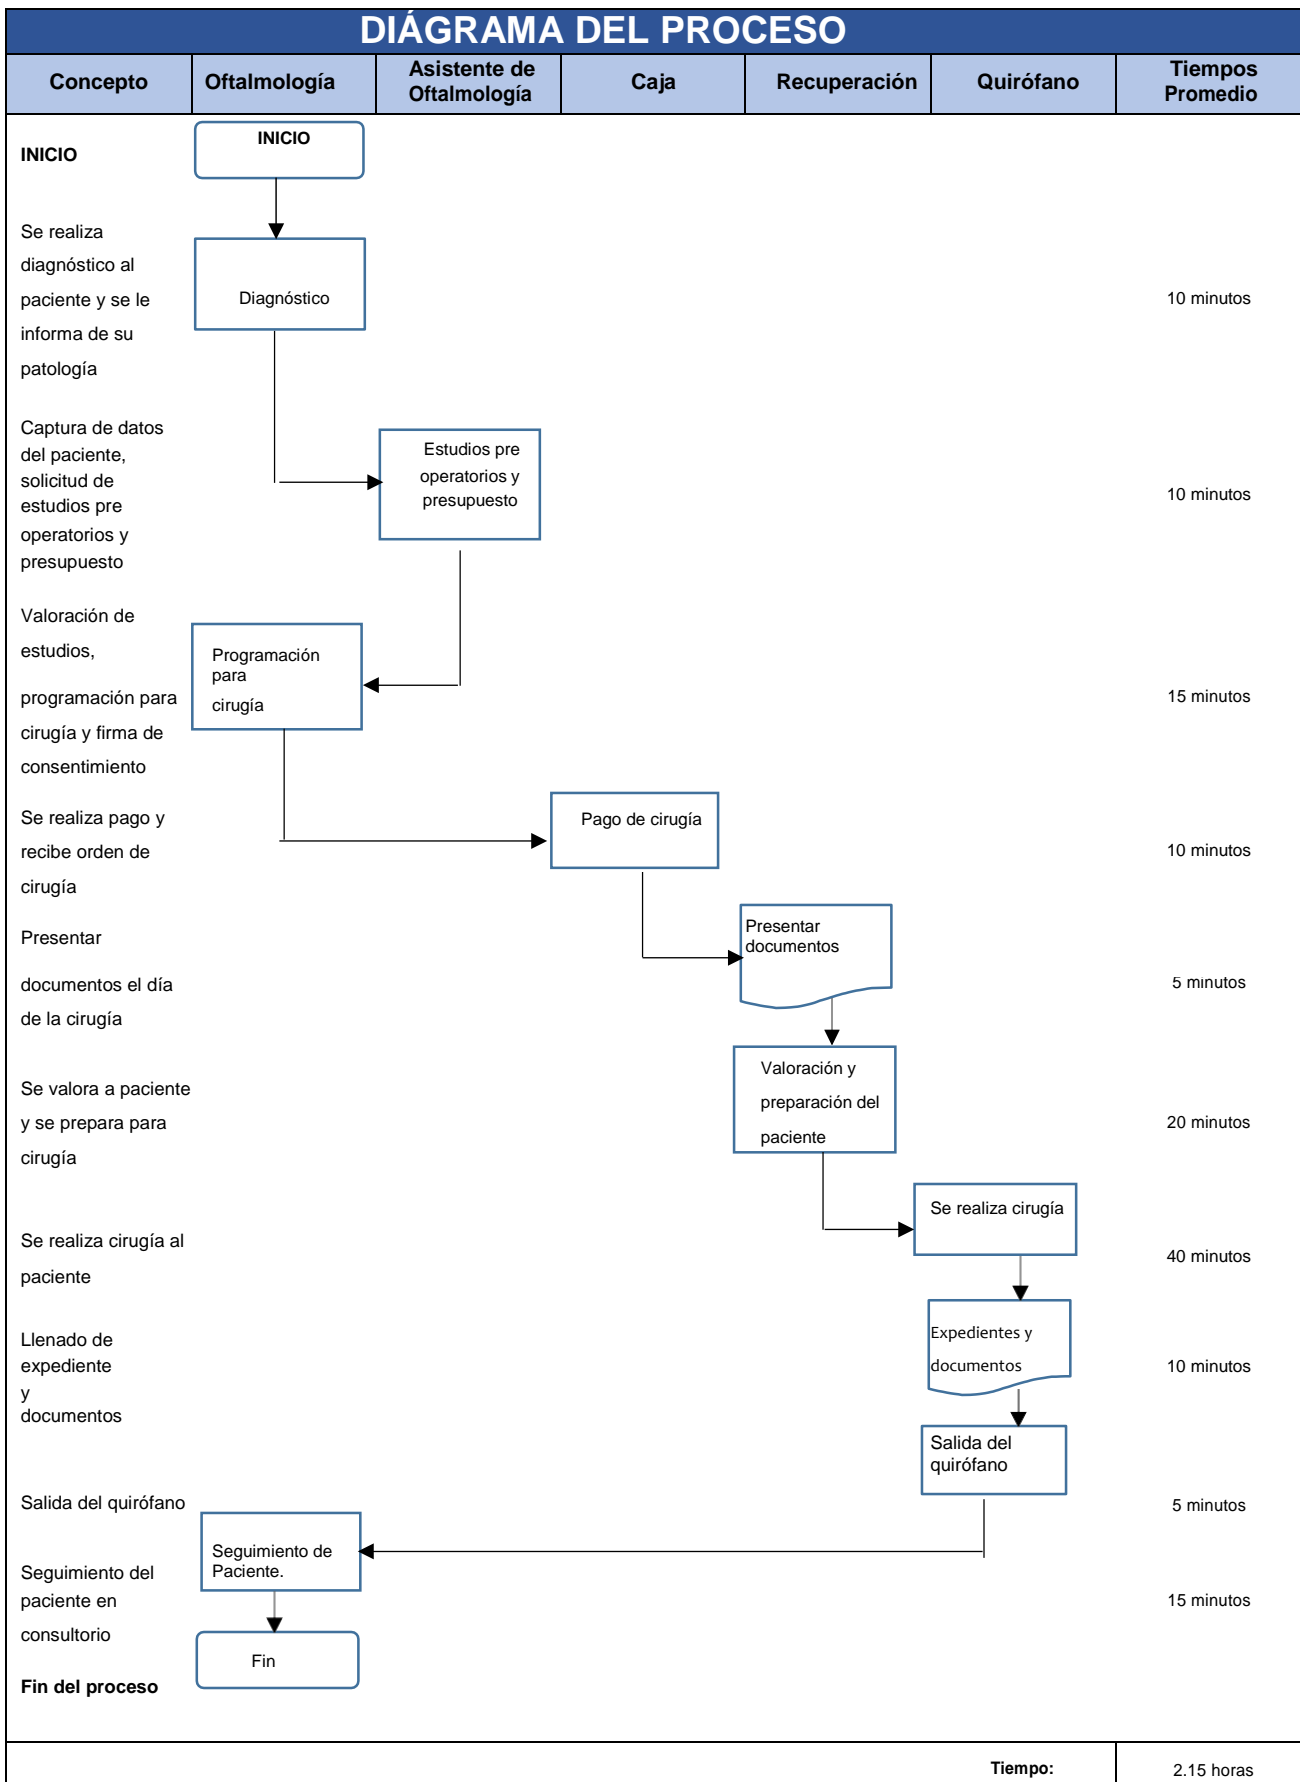 DIÁGRAMA DEL PROCESO
Concepto
Oftalmología
Asistente de
Oftalmología
Caja
Recuperación
Quirófano
Tiempos
Promedio
INICIO
INICIO
Se realiza
diagnóstico al
paciente y se le
informa de su
patología
Diagnóstico
10 minutos
Captura de datos
del paciente,
solicitud de
estudios pre
operatorios y
presupuesto
Estudios pre
operatorios y
presupuesto
10 minutos
Valoración de
estudios,
programación para
cirugía y firma de
consentimiento
Programación
para
cirugía
15 minutos
Se realiza pago y
recibe orden de
cirugía
Pago de cirugía
10 minutos
Presentar
documentos el día
de la cirugía
Presentar
documentos
5 minutos
Se valora a paciente
y se prepara para
cirugía
Valoración y
preparación del
paciente
20 minutos
Se realiza cirugía al
paciente
Se realiza cirugía
40 minutos
Llenado de
expediente
y
documentos
Expedientes y
documentos
10 minutos
Salida del quirófano
Salida del
quirófano
5 minutos
Seguimiento del
paciente en
consultorio
Seguimiento de
Paciente.
15 minutos
Fin del proceso
Fin
Tiempo:
2.15 horas